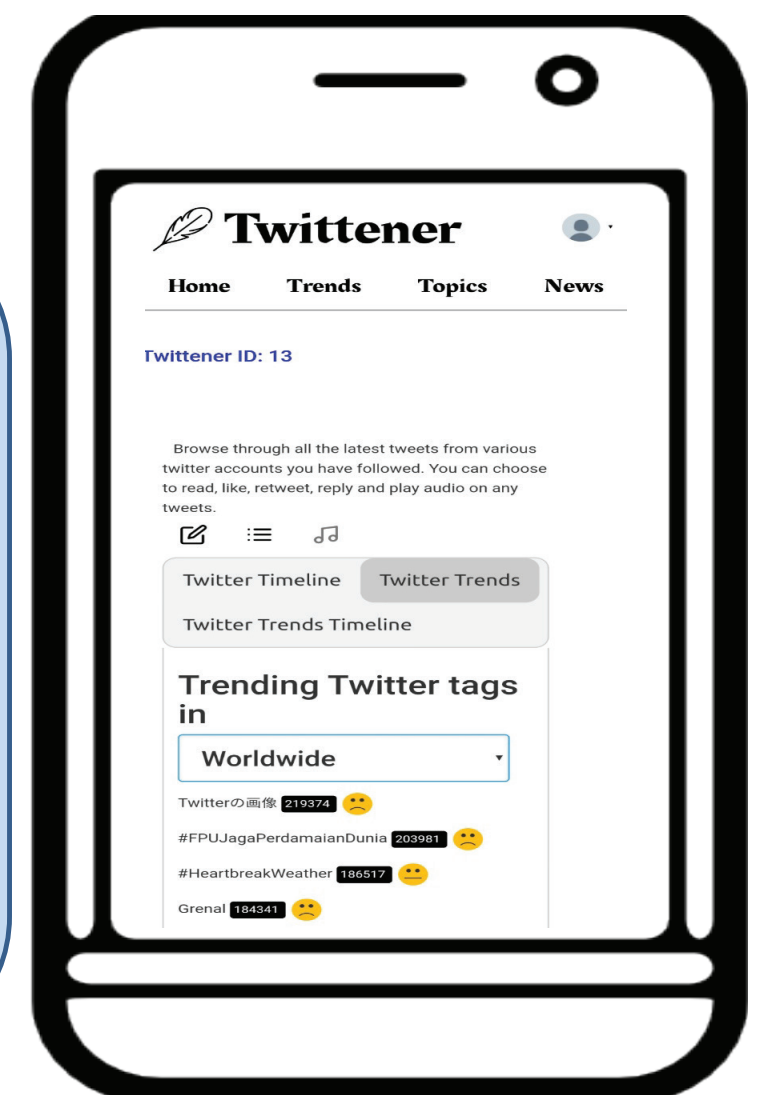 Twittener
Home Trends Topics News
Twittener ID: 13
Browse through all the latest tweets from various
twitter accounts you have followed. You can choose
to read, like, retweet, reply and play audio on any
tweets.
Twitter Timeline Twitter Trends
Twitter Trends Timeline
Trending Twitter tags
in
Worldwide
Twitterの画像 219374
#FPUJagaPerdamaianDunia 203981
#HeartbreakWeather 186517
Grenal 184341